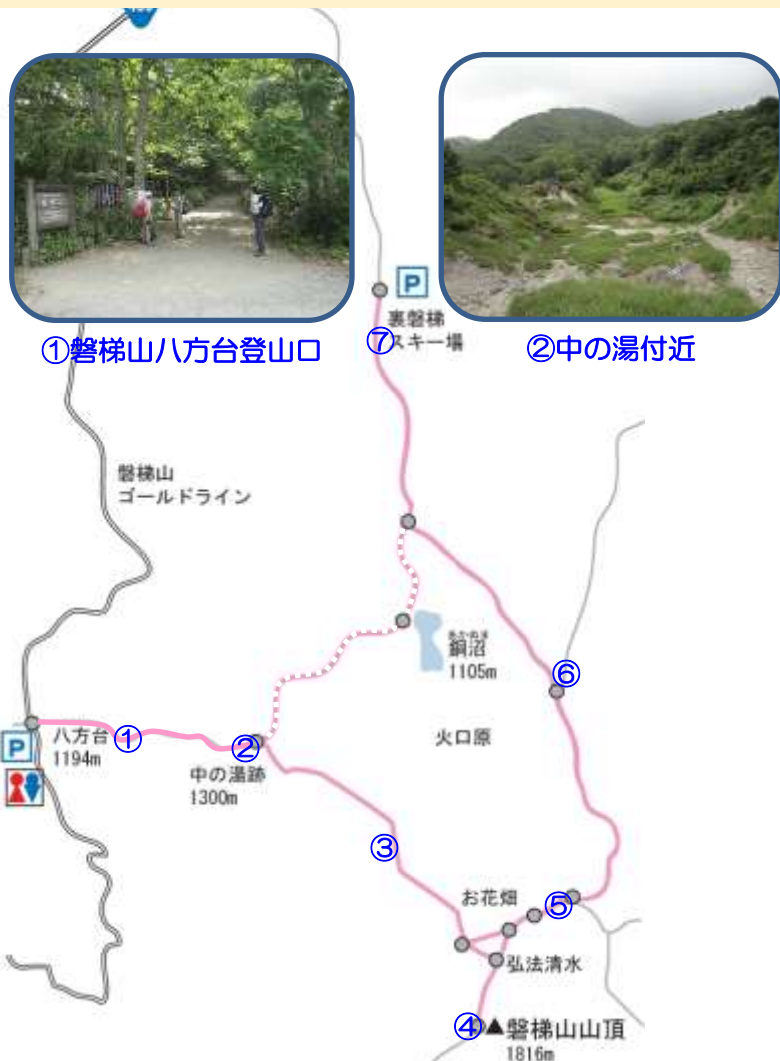 ①磐梯山八方台登山口
②中の湯付近
P
裏磐梯
スキー場
⑦
磐梯山
ゴールドライン
銅沼
1105m
⑥
八方台
1194m
①
P
②
中の湯跡
1300m
火口原
③
お花畑
⑤
弘法清水
④
▲磐梯山山頂
1816m